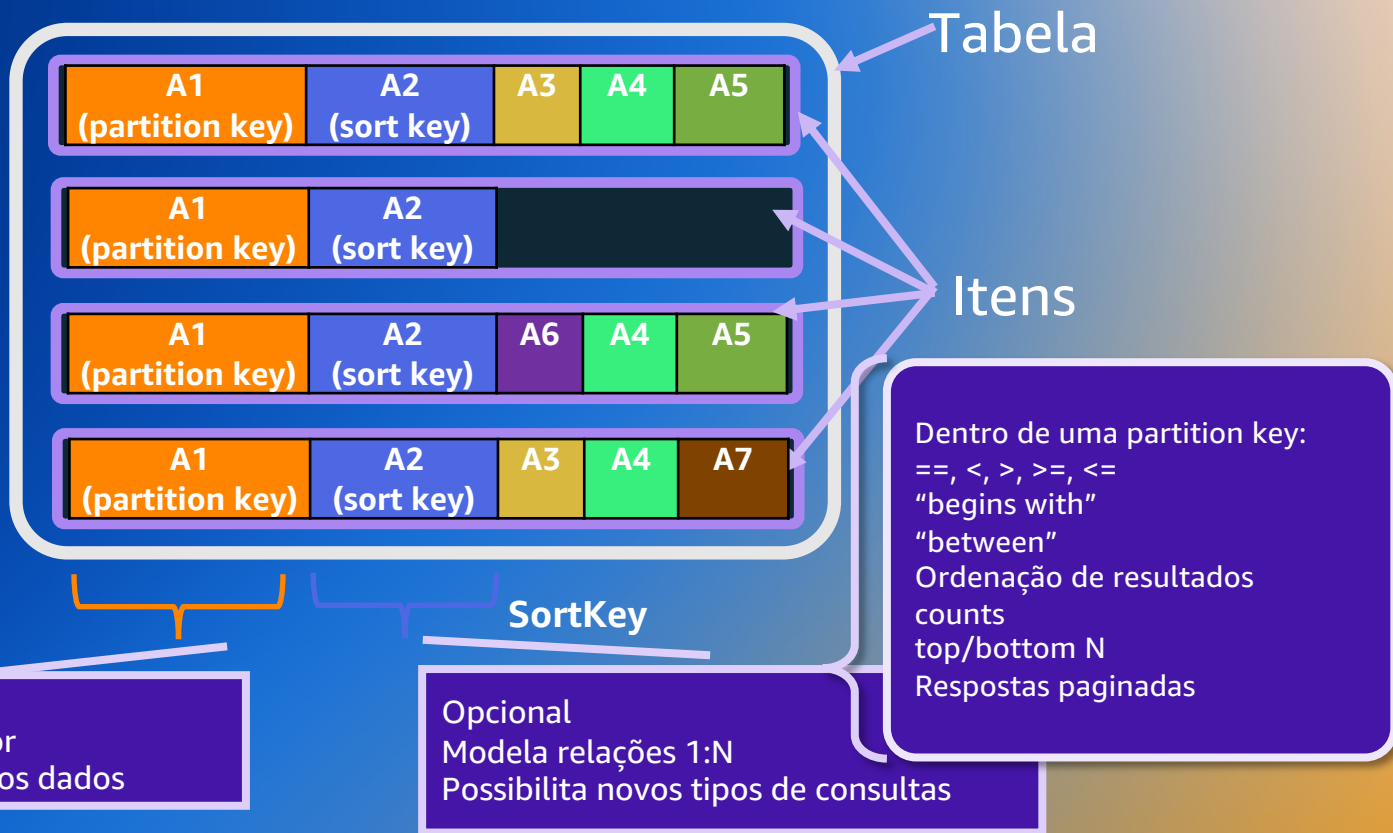 Tabela
A1 A2 A3 A4 A5
(partition key) (sort key)
A1 A2
(partition key) (sort key)
Itens
A1 A2 A6 A4 A5
(partition key) (sort key)
A1 A2 A3 A4 A7
(partition key) (sort key)
Dentro de uma partition key:
==, <, >, >=, <=
“begins with”
“between”
Ordenação de resultados
counts
top/bottom N
Respostas paginadas
SortKey
os dados
Opcional
Modela relações 1:N
Possibilita novos tipos de consultas